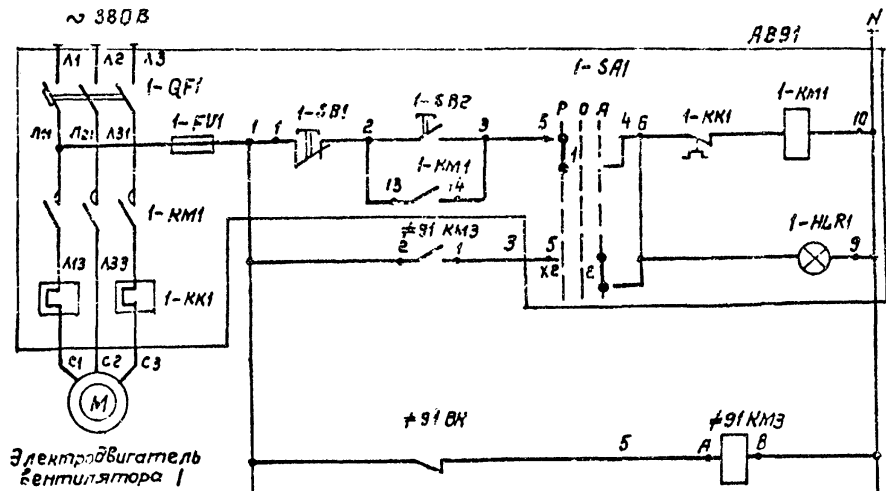 ~ 380В
N
Л1 Л2 Л3
АВ91
1-QF1
1-SA1
1-FU1
1-SB1
1-SB2
Р О А
1-КК1
1-КМ1
Л11 Л21 Л31
1 1 2 3 5 1 4 6 10
1-КМ1
13 14
1-КМ1
≠91 КМ3
2 1 3 5
Х2 2
1-HLR1
9
Л13 Л33
1-КК1
С1 С2 С3
М
≠91 ВК
5
≠91 КМ3
А В
Электродвигатель
вентилятора 1